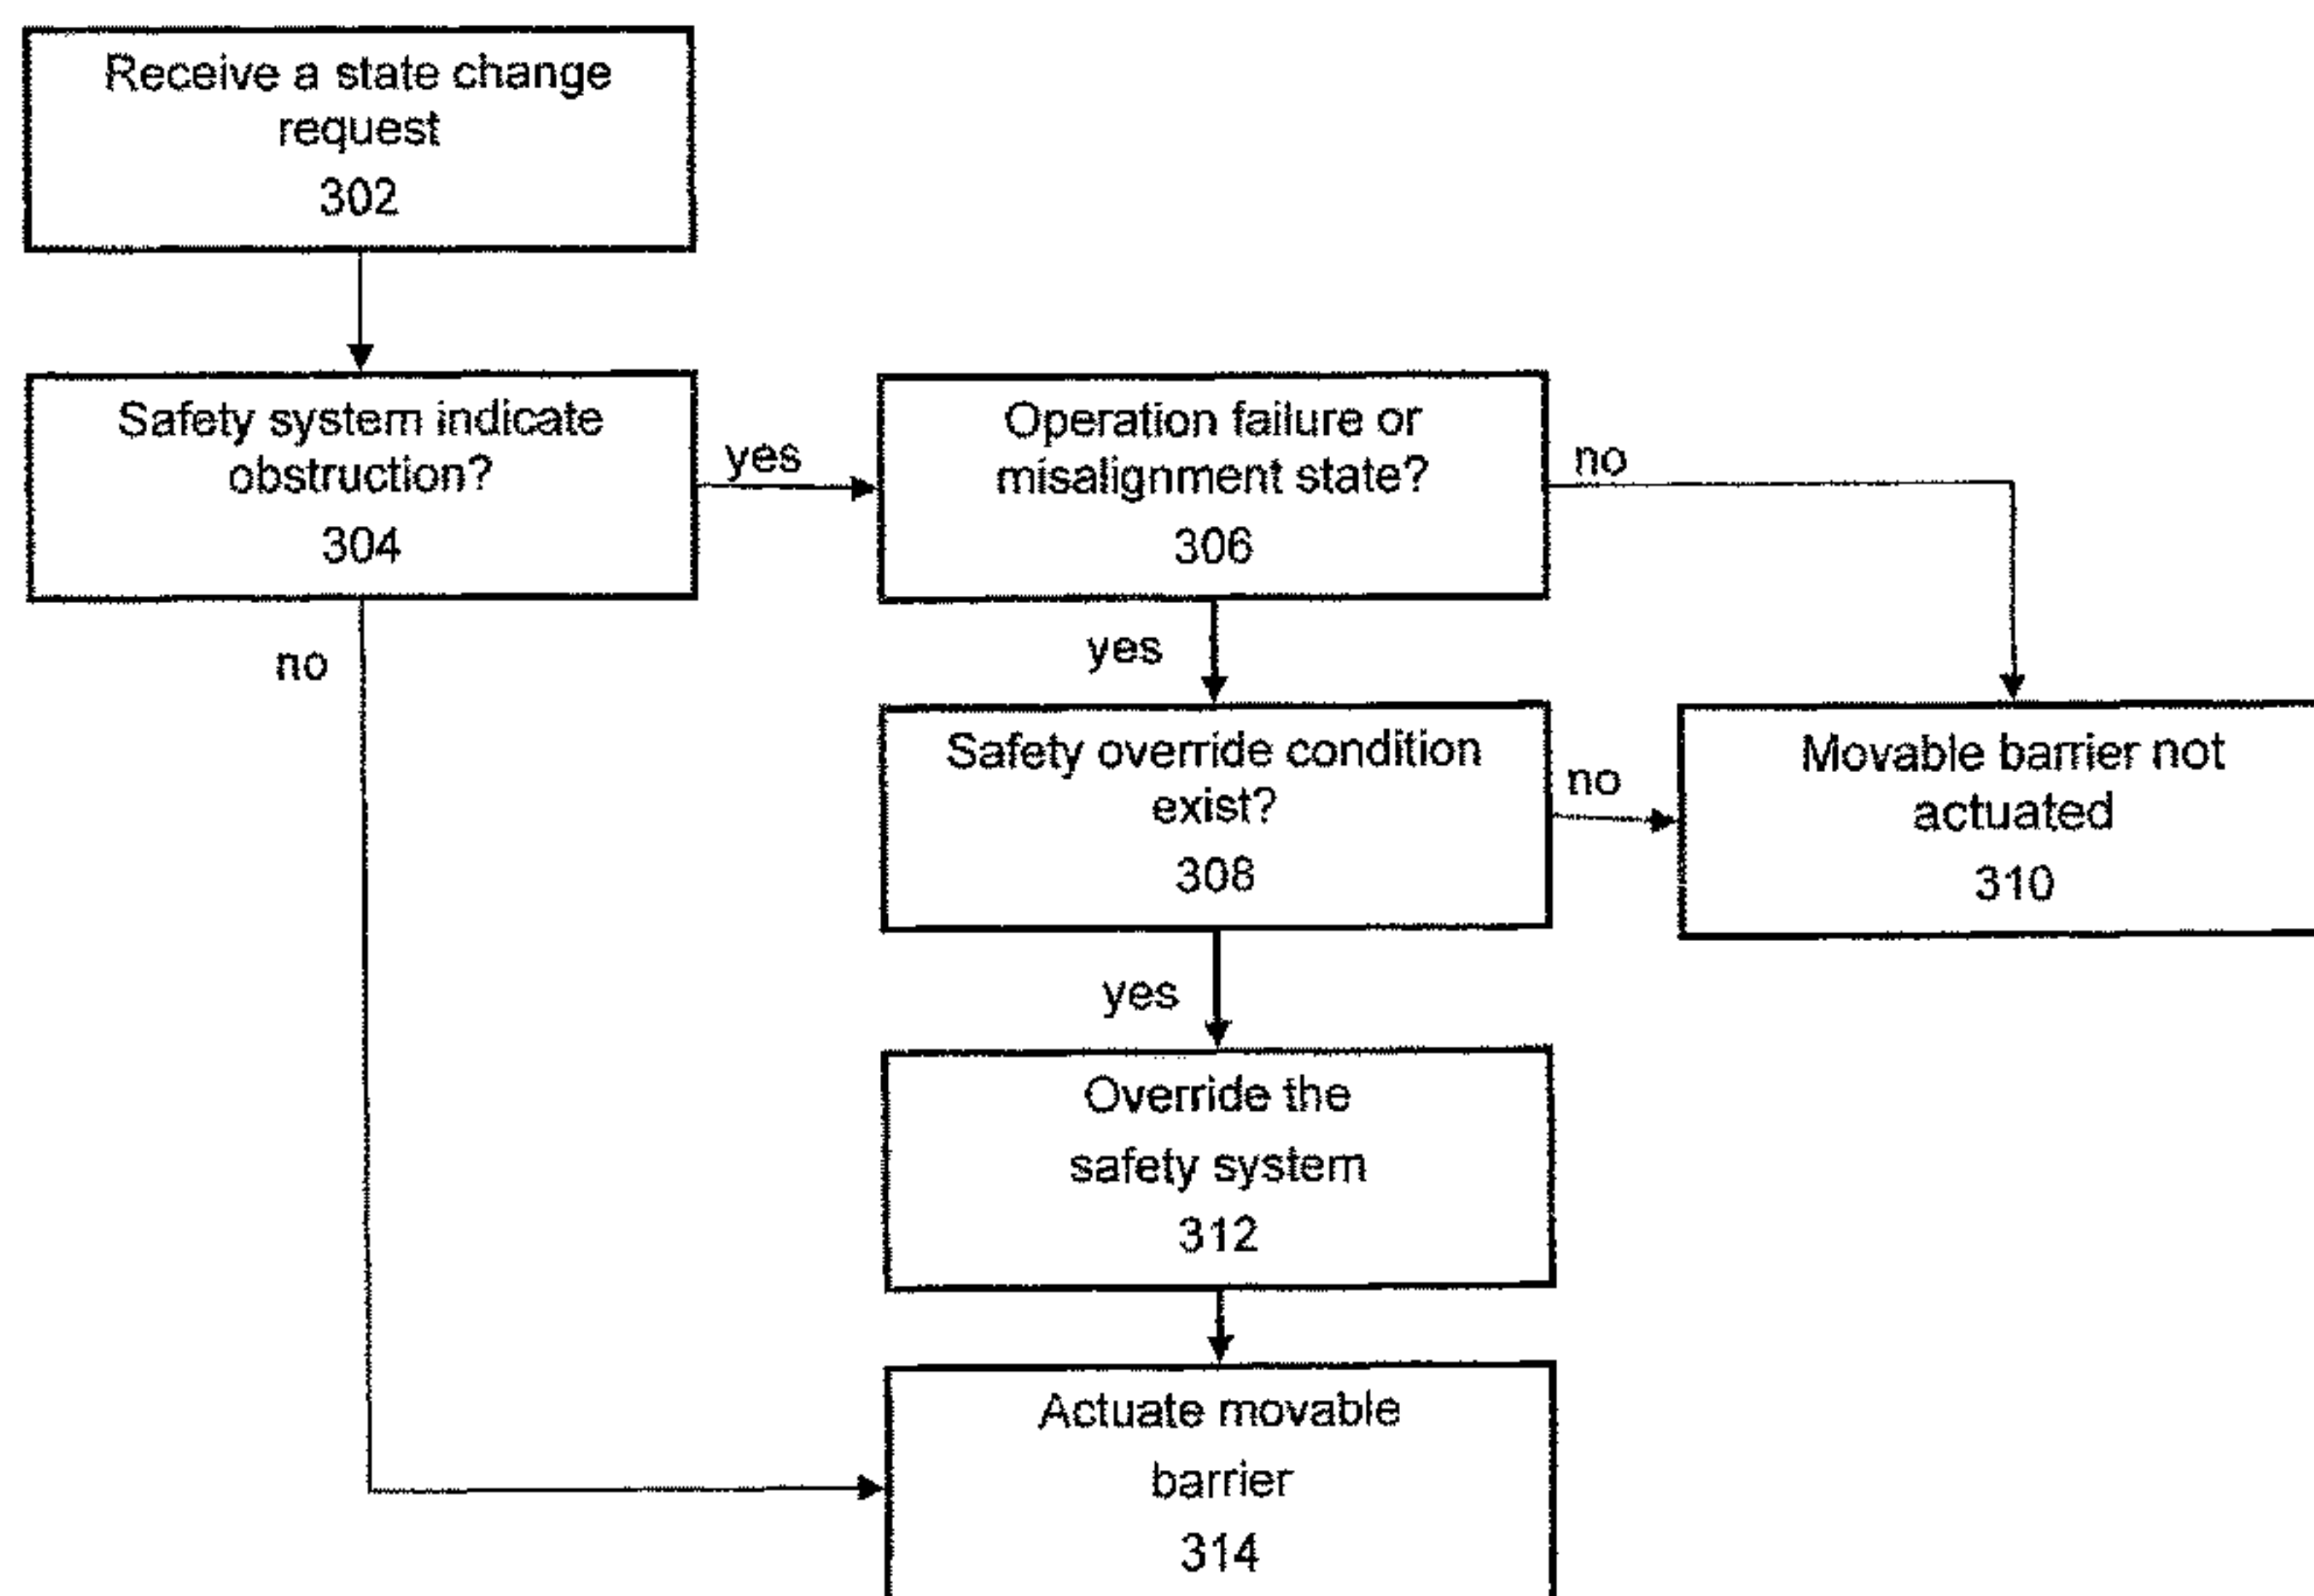 Receive a state change
request
302
Safety system indicate
obstruction?
304
yes
Operation failure or
misalignment state?
306
no
no
yes
Safety override condition
exist?
308
no
Movable barrier not
actuated
310
yes
Override the
safety system
312
Actuate movable
barrier
314